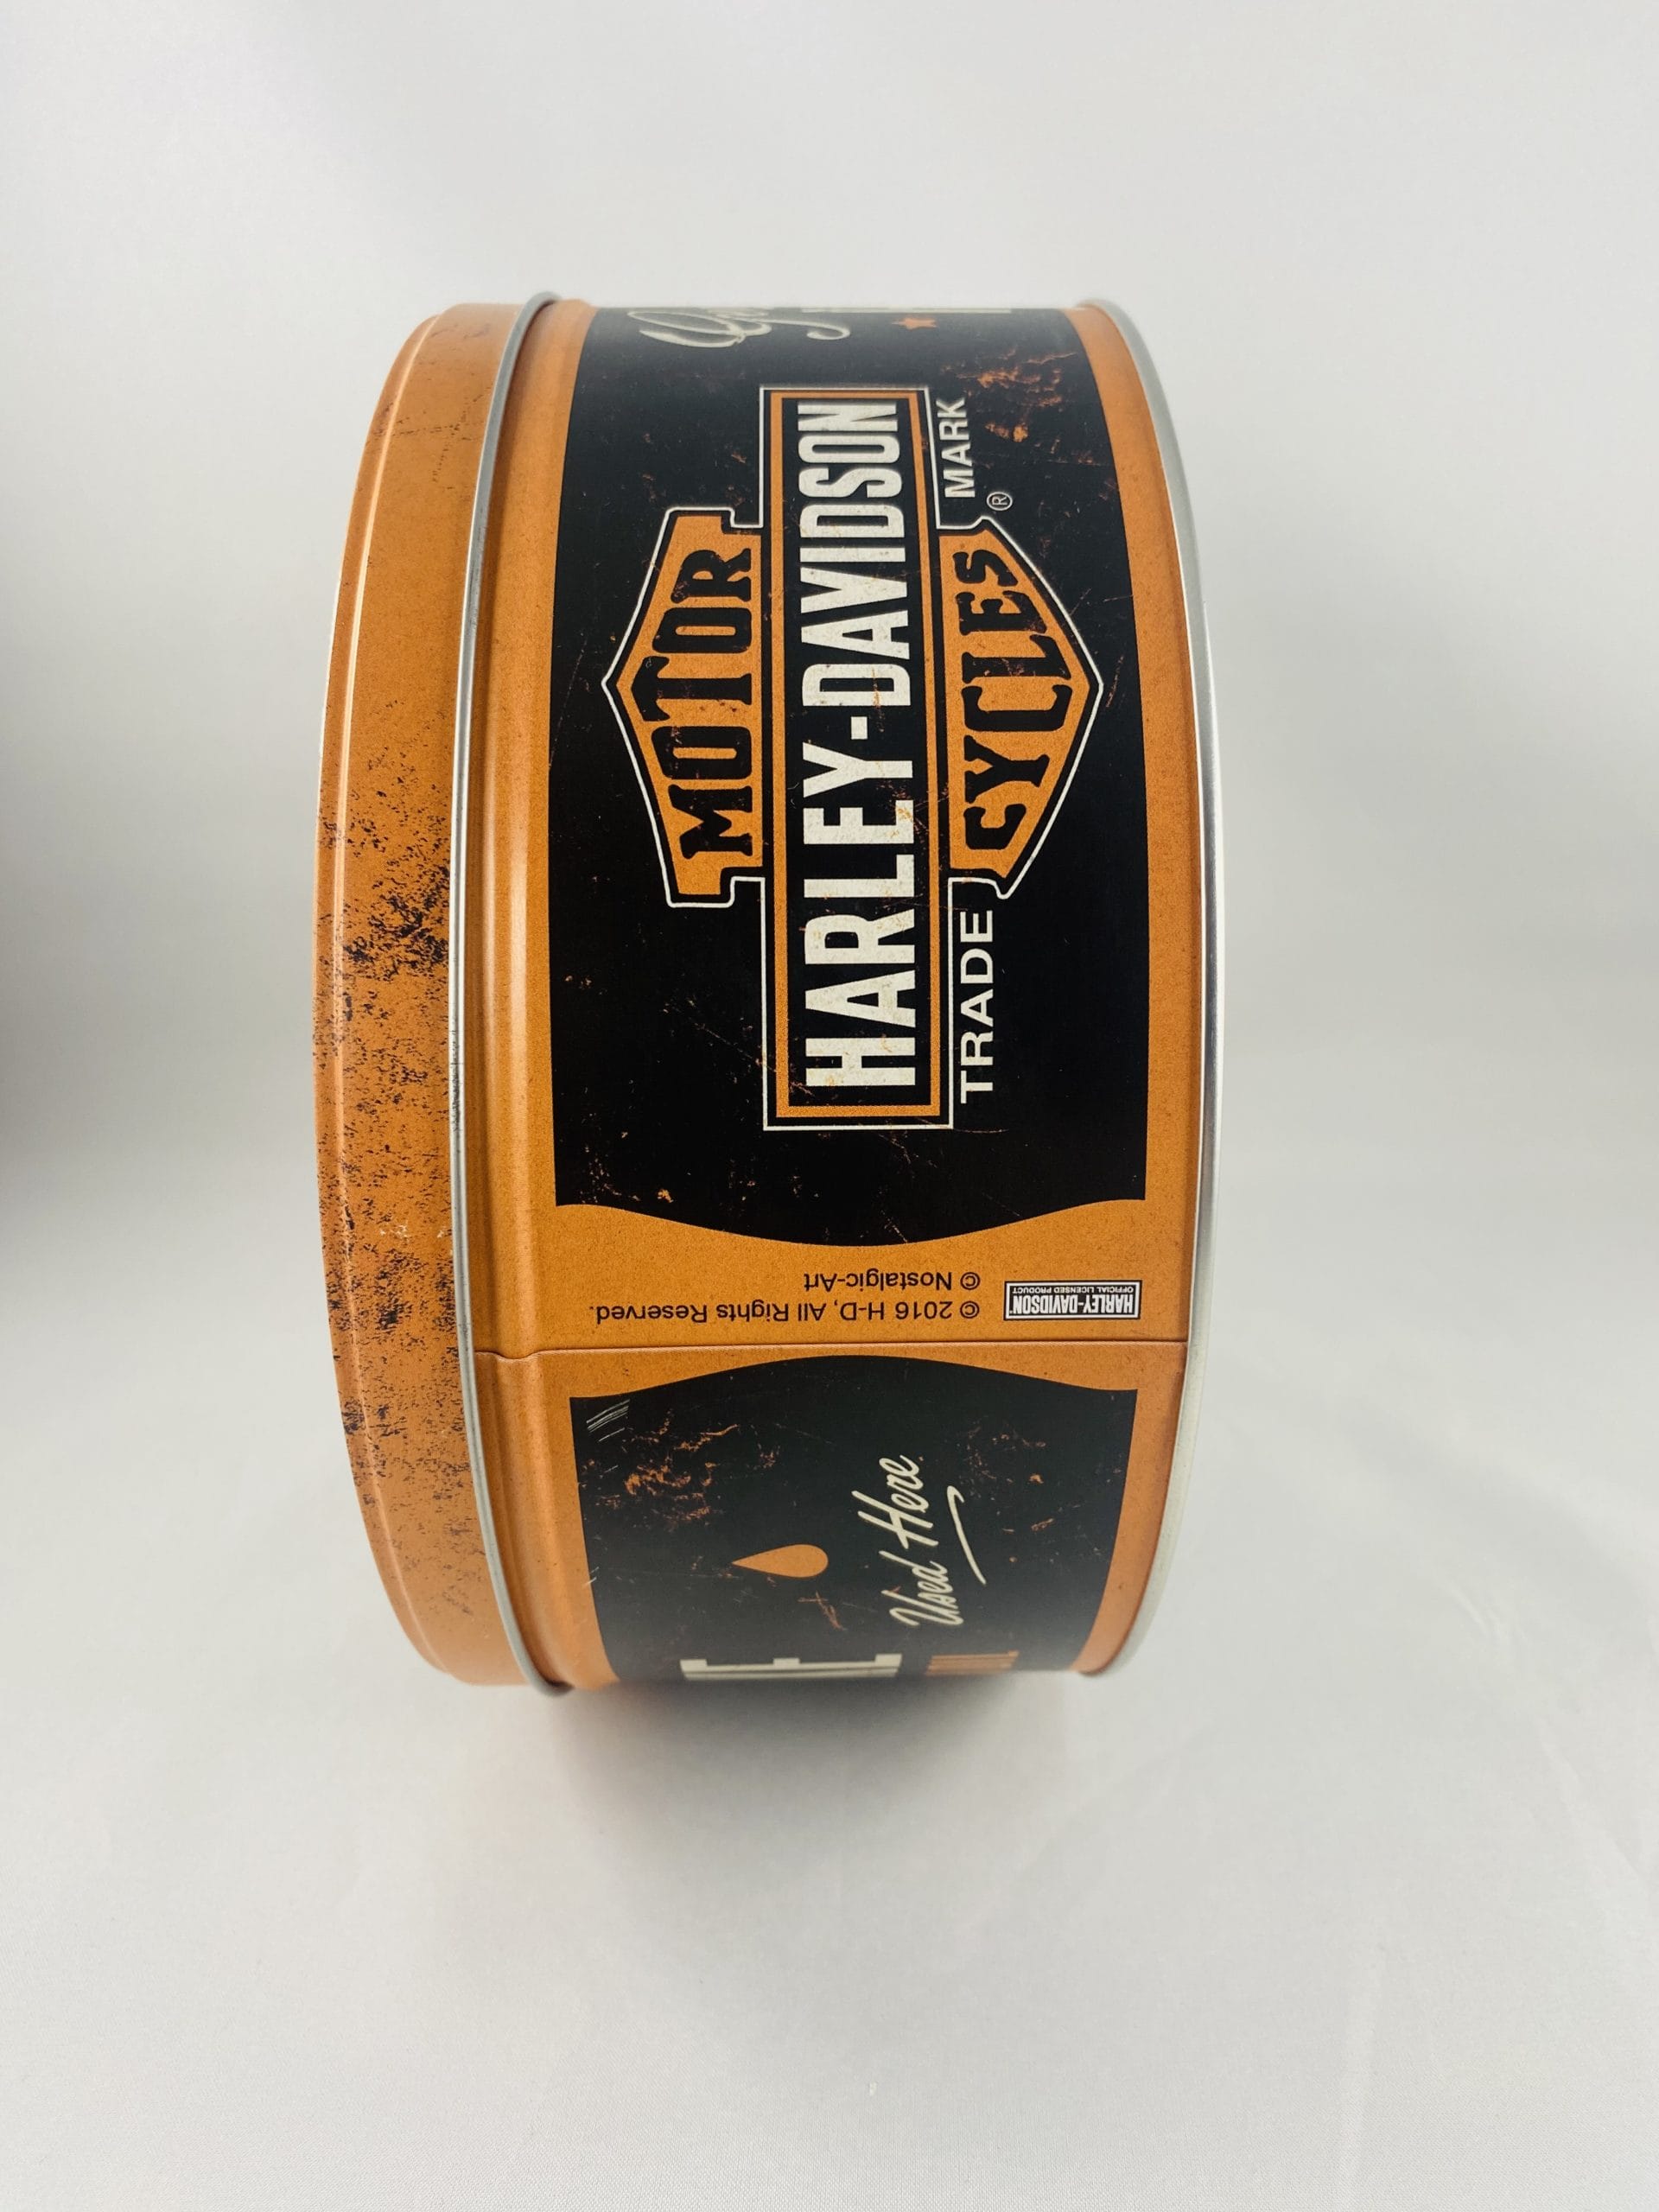 MOTOR
HARLEY-DAVIDSON
CYCLES
TRADE MARK
®
© Nostalgic-Art
© 2016 H-D, All Rights Reserved.
HARLEY-DAVIDSON
OFFICIAL LICENSED PRODUCT
Used Here